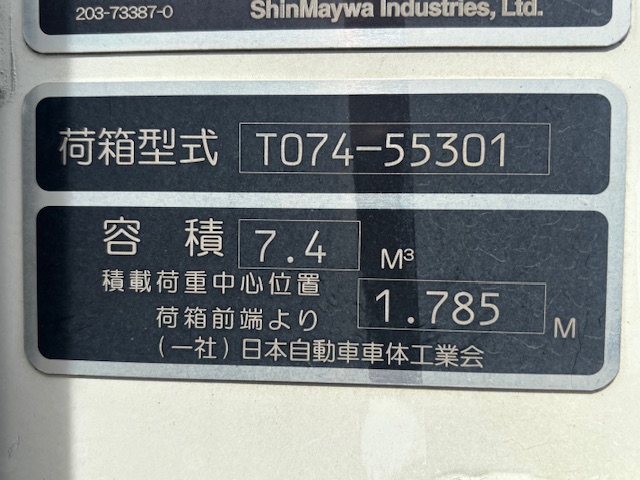 203-73387-0 ShinMaywa Industries, Ltd.
荷箱型式 T074-55301
容積 7.4 M³
積載荷重中心位置
荷箱前端より 1.785 M
(一社)日本自動車車体工業会